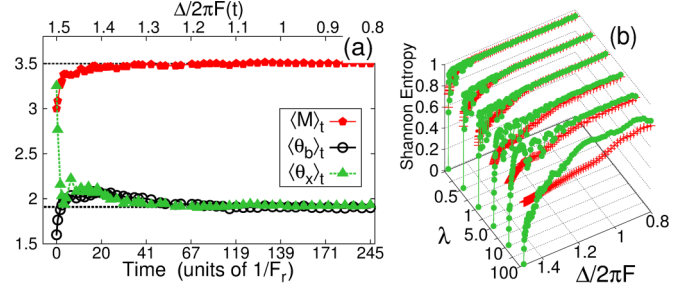 Δ/2πF(t)
1.5 1.4 1.3 1.2 1.1 1 0.9 0.8
(a)
3.5
3
2.5
2
1.5
⟨M⟩t
⟨θb⟩t
⟨θx⟩t
0 20 41 67 119 139 171 245
Time (units of 1/Fr)
(b)
Shannon Entropy
1
0.8
0.6
0.4
0.2
0
0.5
1
5.0
10
100
λ
1.4
1.2
1
0.8
Δ/2πF